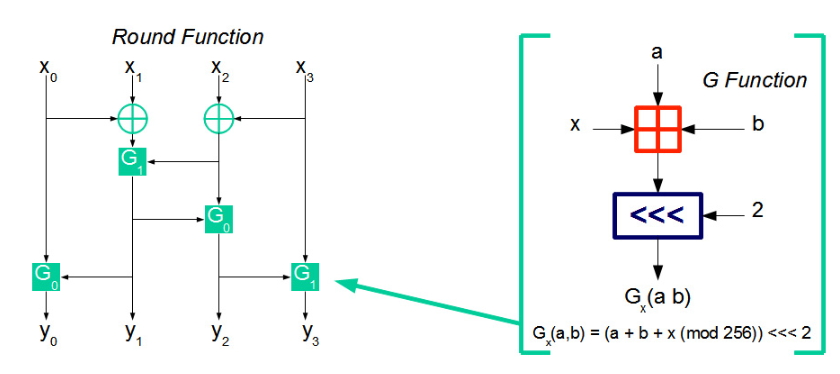 Round Function
x0 x1 x2 x3
G1
G0
G0 G1
y0 y1 y2 y3
a
G Function
x b
<<< 2
Gx(a b)
Gx(a,b) = (a + b + x (mod 256)) <<< 2